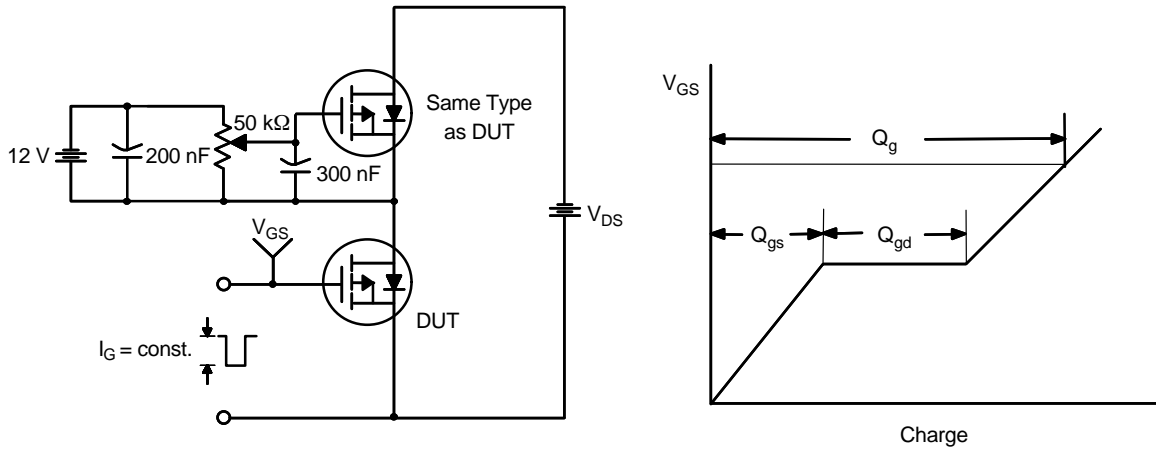 12 V
200 nF
50 kΩ
300 nF
Same Type
as DUT
V_GS
DUT
I_G = const.
V_DS
V_GS
Q_g
Q_gs
Q_gd
Charge